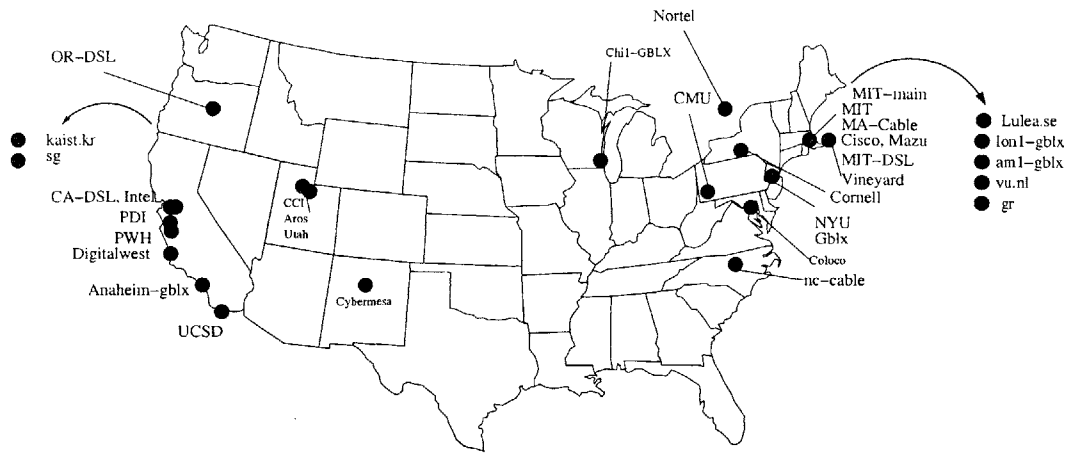 Nortel
OR-DSL
Chi1-GBLX
CMU
MIT-main
MIT
MA-Cable
Cisco, Mazu
MIT-DSL
Vineyard
Lulea.se
lon1-gblx
am1-gblx
vu.nl
gr
kaist.kr
sg
CA-DSL, Intel
PDI
PWH
Digitalwest
CCI
Aros
Utah
Cornell
NYU
Gblx
Coloco
nc-cable
Anaheim-gblx
Cybermesa
UCSD